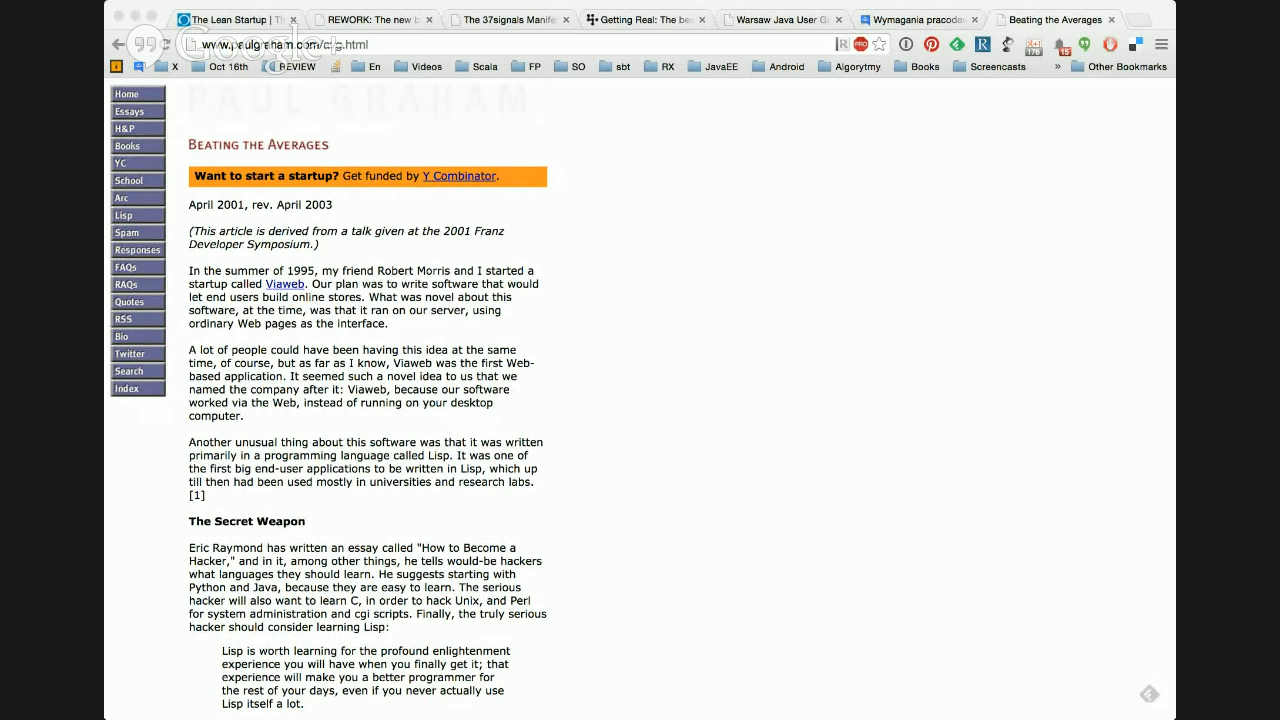 The Lean Startup | T
REWORK: The new b
The 37signals Manife
Getting Real: The be
Warsaw Java User G
Wymagania pracodav
Beating the Averages
www.paulgraham.com/avg.html
Google+
PRO
176
15
X
Oct 16th
REVIEW
En
Videos
Scala
FP
SO
sbt
RX
JavaEE
Android
Algorytmy
Books
Screencasts
»
Other Bookmarks
PAUL GRAHAM
Home
Essays
H&P
Books
YC
School
Arc
Lisp
Spam
Responses
FAQs
RAQs
Quotes
RSS
Bio
Twitter
Search
Index
BEATING THE AVERAGES
Want to start a startup? Get funded by Y Combinator.
April 2001, rev. April 2003
(This article is derived from a talk given at the 2001 Franz
Developer Symposium.)
In the summer of 1995, my friend Robert Morris and I started a
startup called Viaweb. Our plan was to write software that would
let end users build online stores. What was novel about this
software, at the time, was that it ran on our server, using
ordinary Web pages as the interface.
A lot of people could have been having this idea at the same
time, of course, but as far as I know, Viaweb was the first Web-
based application. It seemed such a novel idea to us that we
named the company after it: Viaweb, because our software
worked via the Web, instead of running on your desktop
computer.
Another unusual thing about this software was that it was written
primarily in a programming language called Lisp. It was one of
the first big end-user applications to be written in Lisp, which up
till then had been used mostly in universities and research labs.
[1]
The Secret Weapon
Eric Raymond has written an essay called "How to Become a
Hacker," and in it, among other things, he tells would-be hackers
what languages they should learn. He suggests starting with
Python and Java, because they are easy to learn. The serious
hacker will also want to learn C, in order to hack Unix, and Perl
for system administration and cgi scripts. Finally, the truly serious
hacker should consider learning Lisp:
Lisp is worth learning for the profound enlightenment
experience you will have when you finally get it; that
experience will make you a better programmer for
the rest of your days, even if you never actually use
Lisp itself a lot.